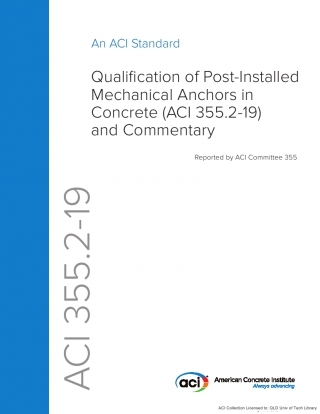 An ACI Standard
Qualification of Post-Installed
Mechanical Anchors in
Concrete (ACI 355.2-19)
and Commentary
Reported by ACI Committee 355
ACI 355.2-19
aci
American Concrete Institute
Always advancing
ACI Collection Licensed to: QLD Univ of Tech Library